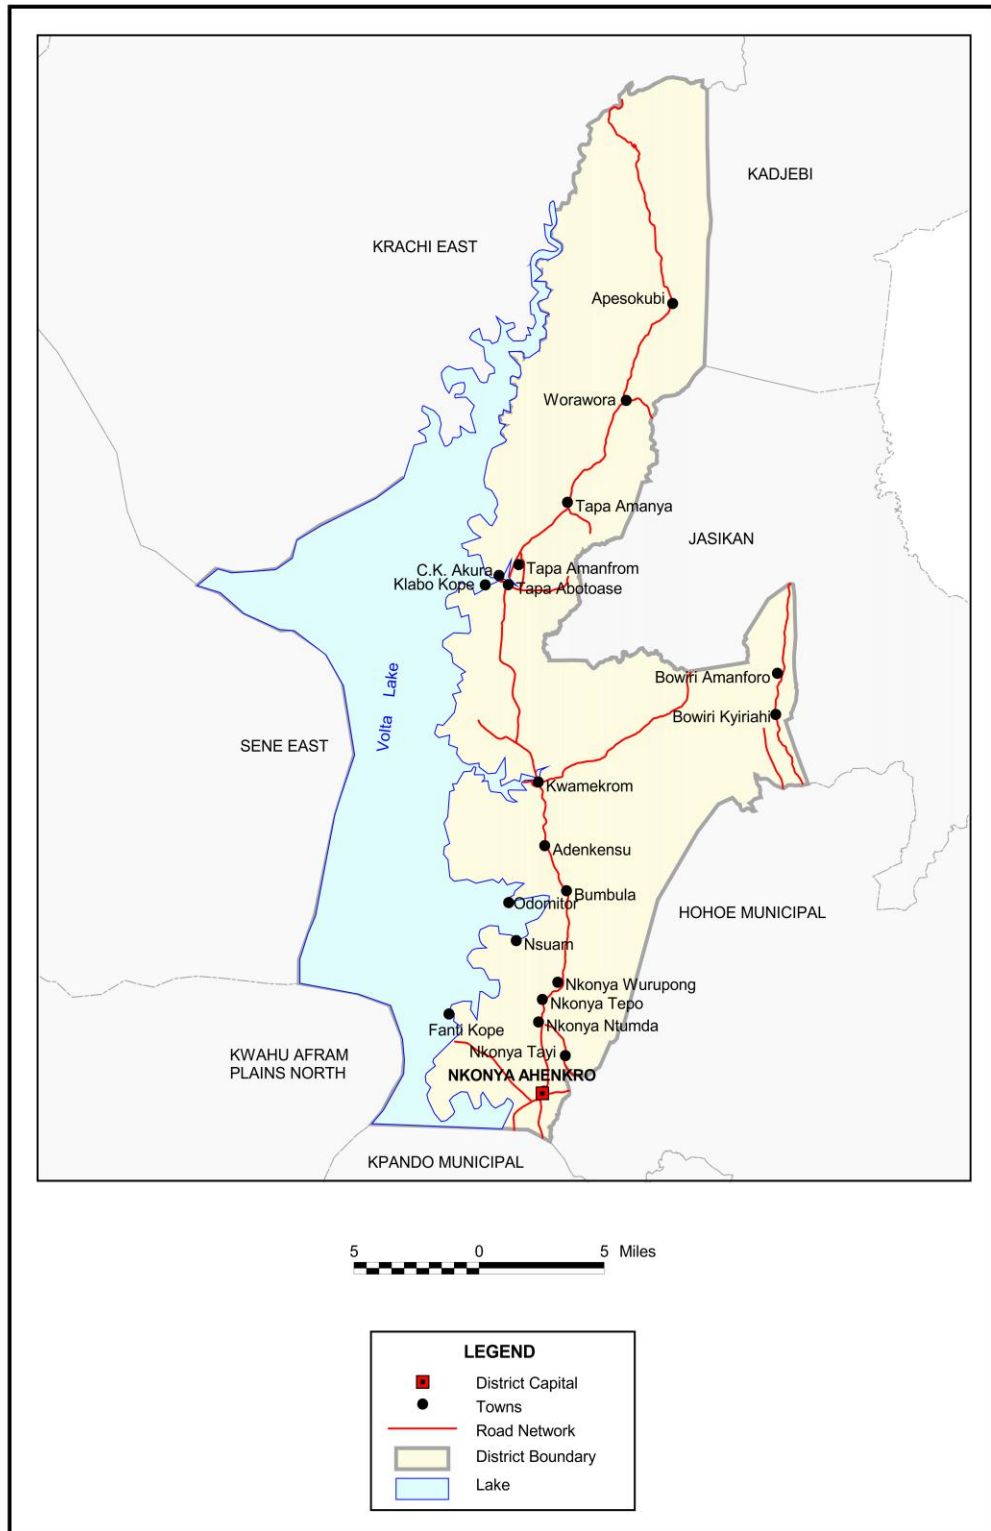 KADJEBI
KRACHI EAST
Apesokubi
Worawora
Tapa Amanya
JASIKAN
C.K. Akura
Tapa Amanfrom
Klabo Kope
Tapa Abotoase
Bowiri Amanforo
Volta Lake
Bowiri Kyiriahi
SENE EAST
Kwamekrom
Adenkensu
Bumbula
Odomitor
HOHOE MUNICIPAL
Nsuam
Nkonya Wurupong
Nkonya Tepo
Fanti Kope
Nkonya Ntumda
KWAHU AFRAM
PLAINS NORTH
Nkonya Tayi
NKONYA AHENKRO
KPANDO MUNICIPAL
5 0 5 Miles
LEGEND
District Capital
Towns
Road Network
District Boundary
Lake